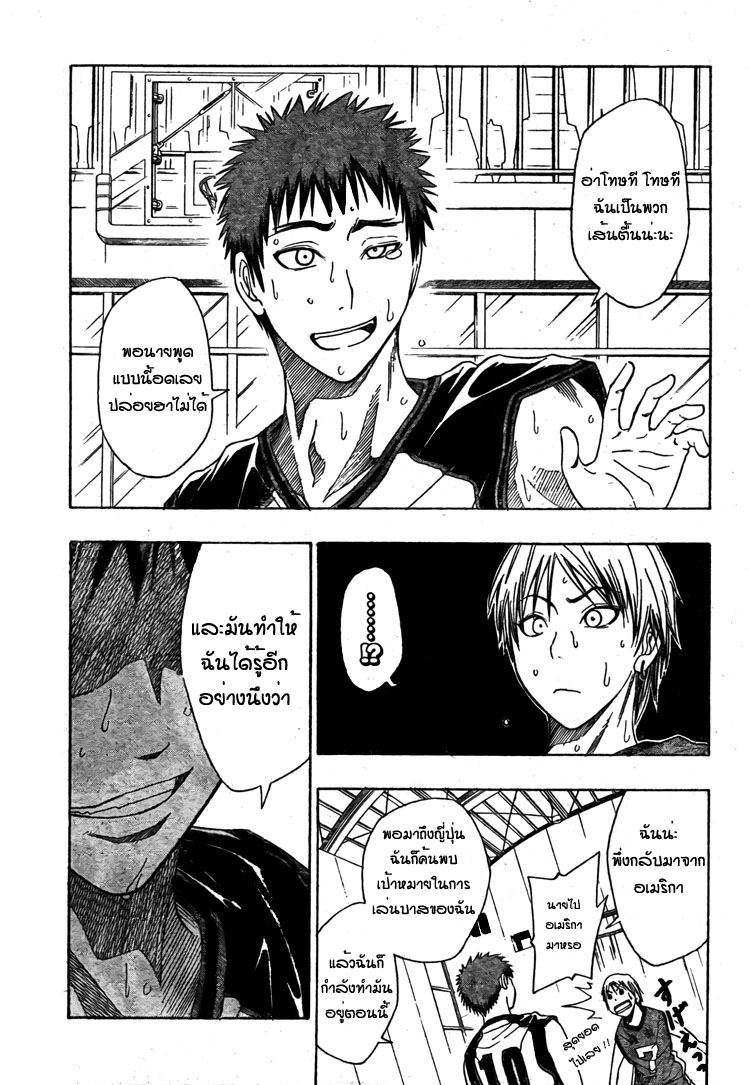 อ่าโทษที โทษที
ฉันเป็นพวก
เส้นตื้นน่ะนะ
พอนายพูด
แบบนี้อดเลย
ปล่อยฮาไม่ได้
........!?
และมันทำให้
ฉันได้รู้อีก
อย่างนึงว่า
ฉันน่ะ
พึ่งกลับมาจาก
อเมริกา
นายไป
อเมริกา
มาหรอ
พอมาถึงญี่ปุ่น
ฉันก็ค้นพบ
เป้าหมายในการ
เล่นบาสของฉัน
แล้วฉันก็
กำลังทำมัน
อยู่ตอนนี้
สุดยอด
ไปเลย !!
すげえっっ
10
7